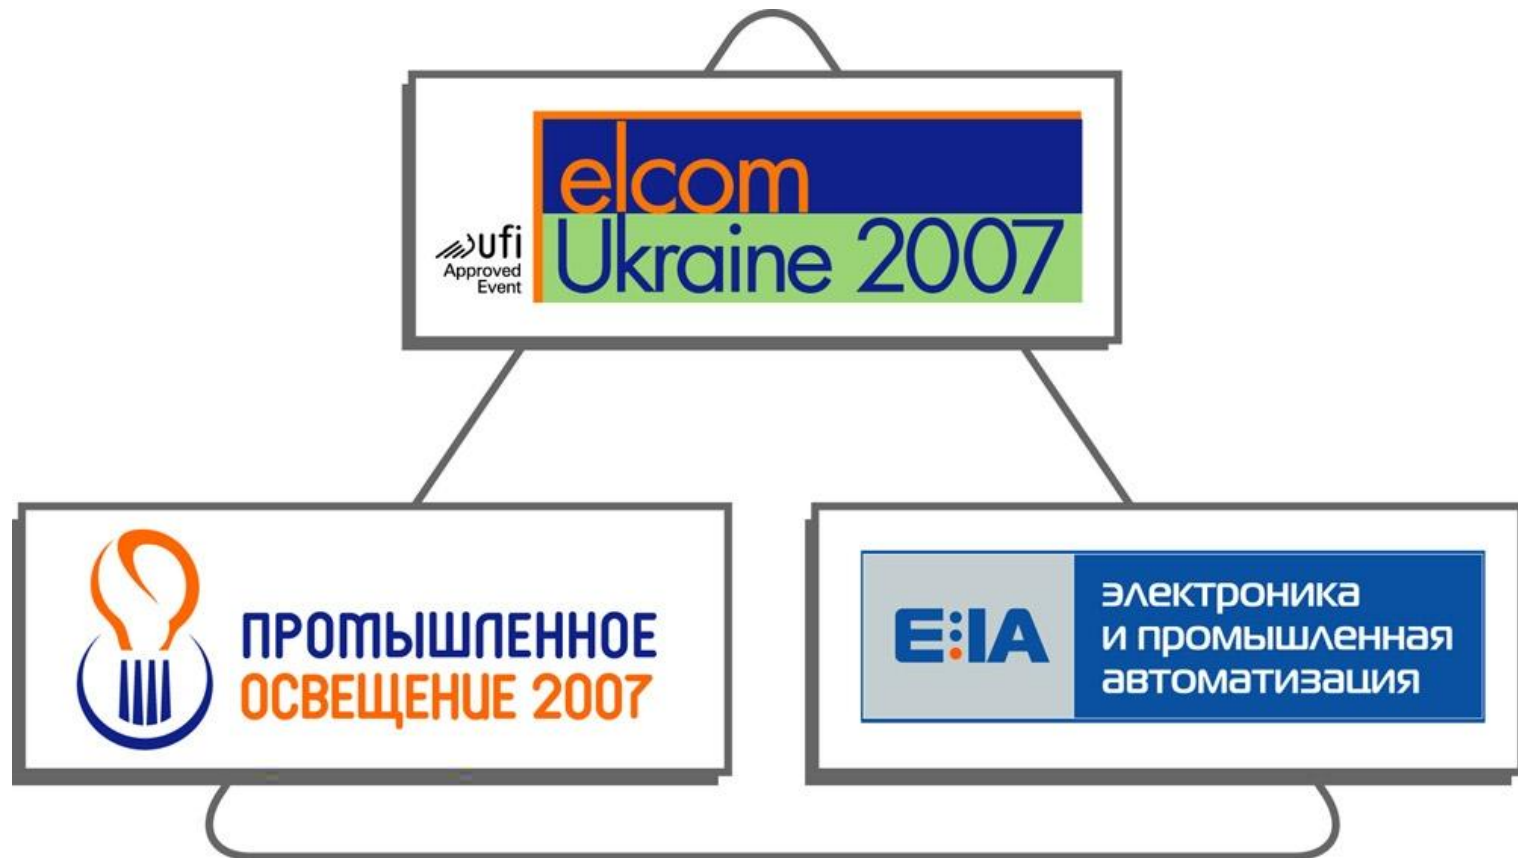 elcom
Ukraine 2007
ufi
Approved
Event
ПРОМЫШЛЕННОЕ
ОСВЕЩЕНИЕ 2007
E:IA
электроника
и промышленная
автоматизация